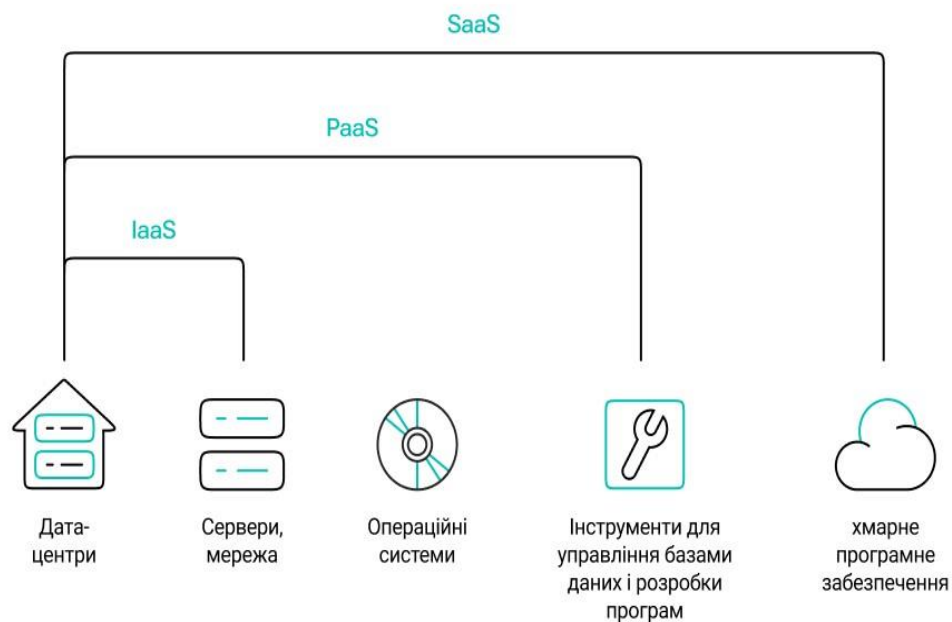 SaaS
PaaS
IaaS
Дата-
центри
Сервери,
мережа
Операційні
системи
Інструменти для
управління базами
даних і розробки
програм
хмарне
програмне
забезпечення